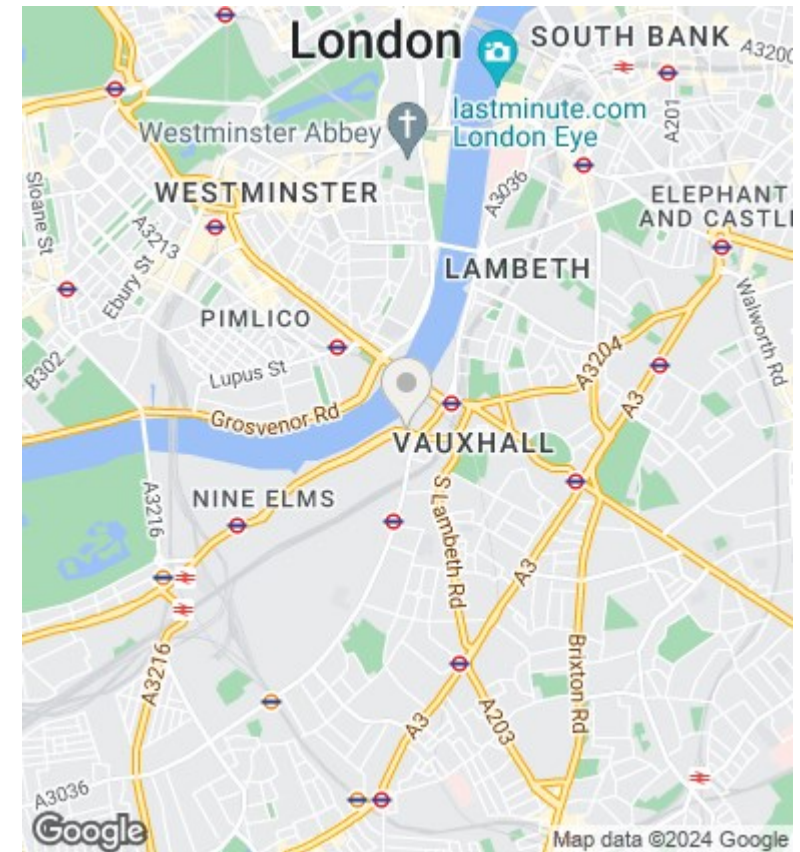 London
SOUTH BANK
A3200
lastminute.com
London Eye
A201
Westminster Abbey
Sloane St
WESTMINSTER
A3036
ELEPHANT
AND CASTL
A3213
Ebury St
LAMBETH
Walworth Rd
PIMLICO
B302
Lupus St
A3204
A3
Grosvenor Rd
VAUXHALL
A3216
NINE ELMS
S Lambeth Rd
A3
Brixton Rd
A3216
A3
A203
A3036
Google
Map data ©2024 Google